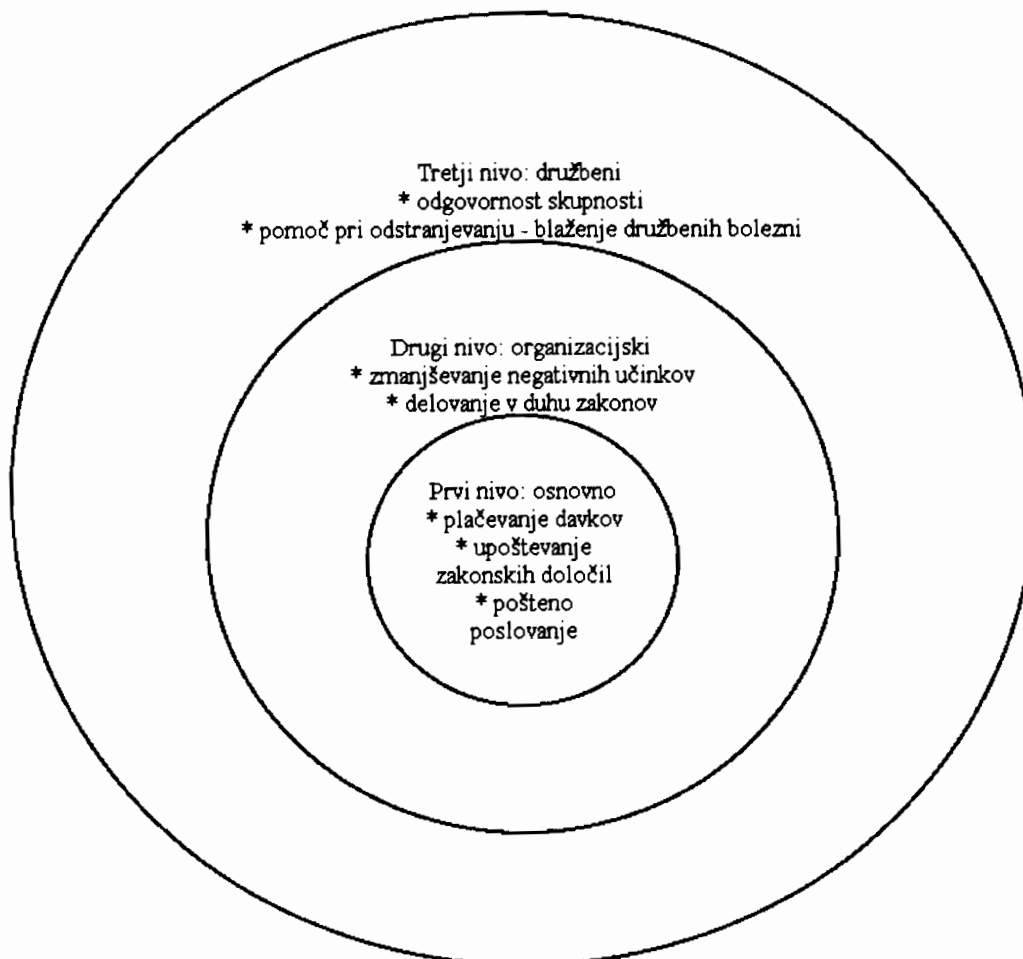 Tretji nivo: družbeni
* odgovornost skupnosti
* pomoč pri odstranjevanju - blaženje družbenih bolezni
Drugi nivo: organizacijski
* zmanjševanje negativnih učinkov
* delovanje v duhu zakonov
Prvi nivo: osnovno
* plačevanje davkov
* upoštevanje
zakonskih določil
* pošteno
poslovanje